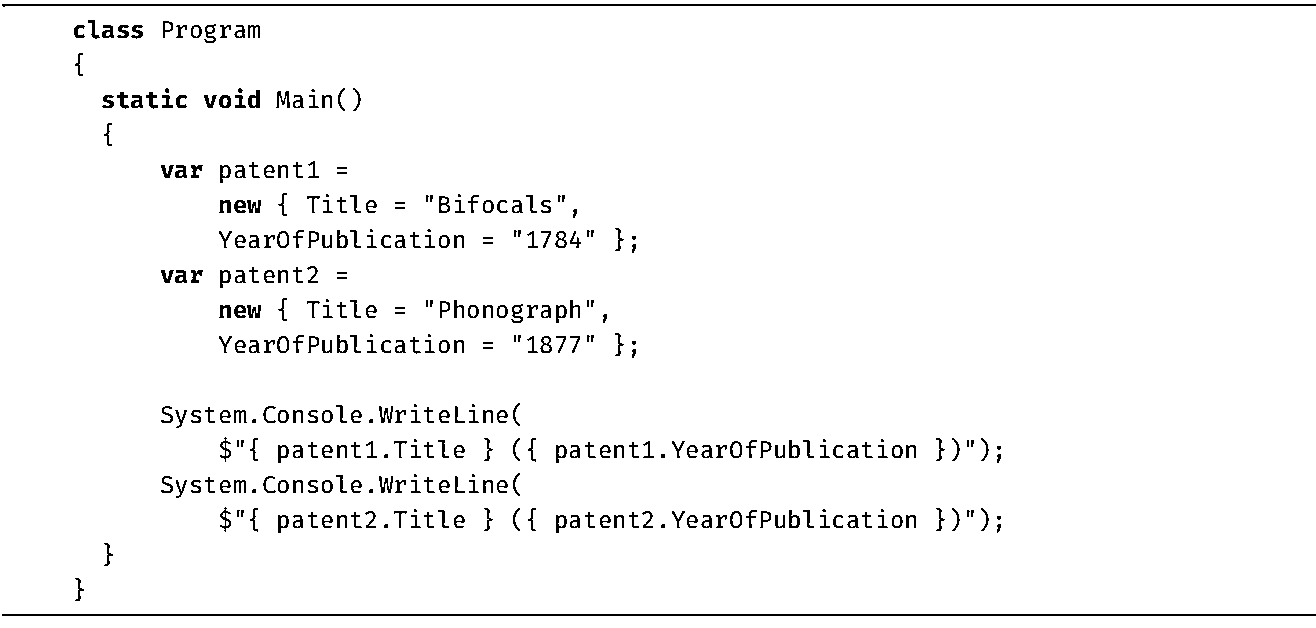 class Program
{
  static void Main()
  {
      var patent1 =
          new { Title = "Bifocals",
          YearOfPublication = "1784" };
      var patent2 =
          new { Title = "Phonograph",
          YearOfPublication = "1877" };

      System.Console.WriteLine(
          $"{ patent1.Title } ({ patent1.YearOfPublication })");
      System.Console.WriteLine(
          $"{ patent2.Title } ({ patent2.YearOfPublication })");
  }
}